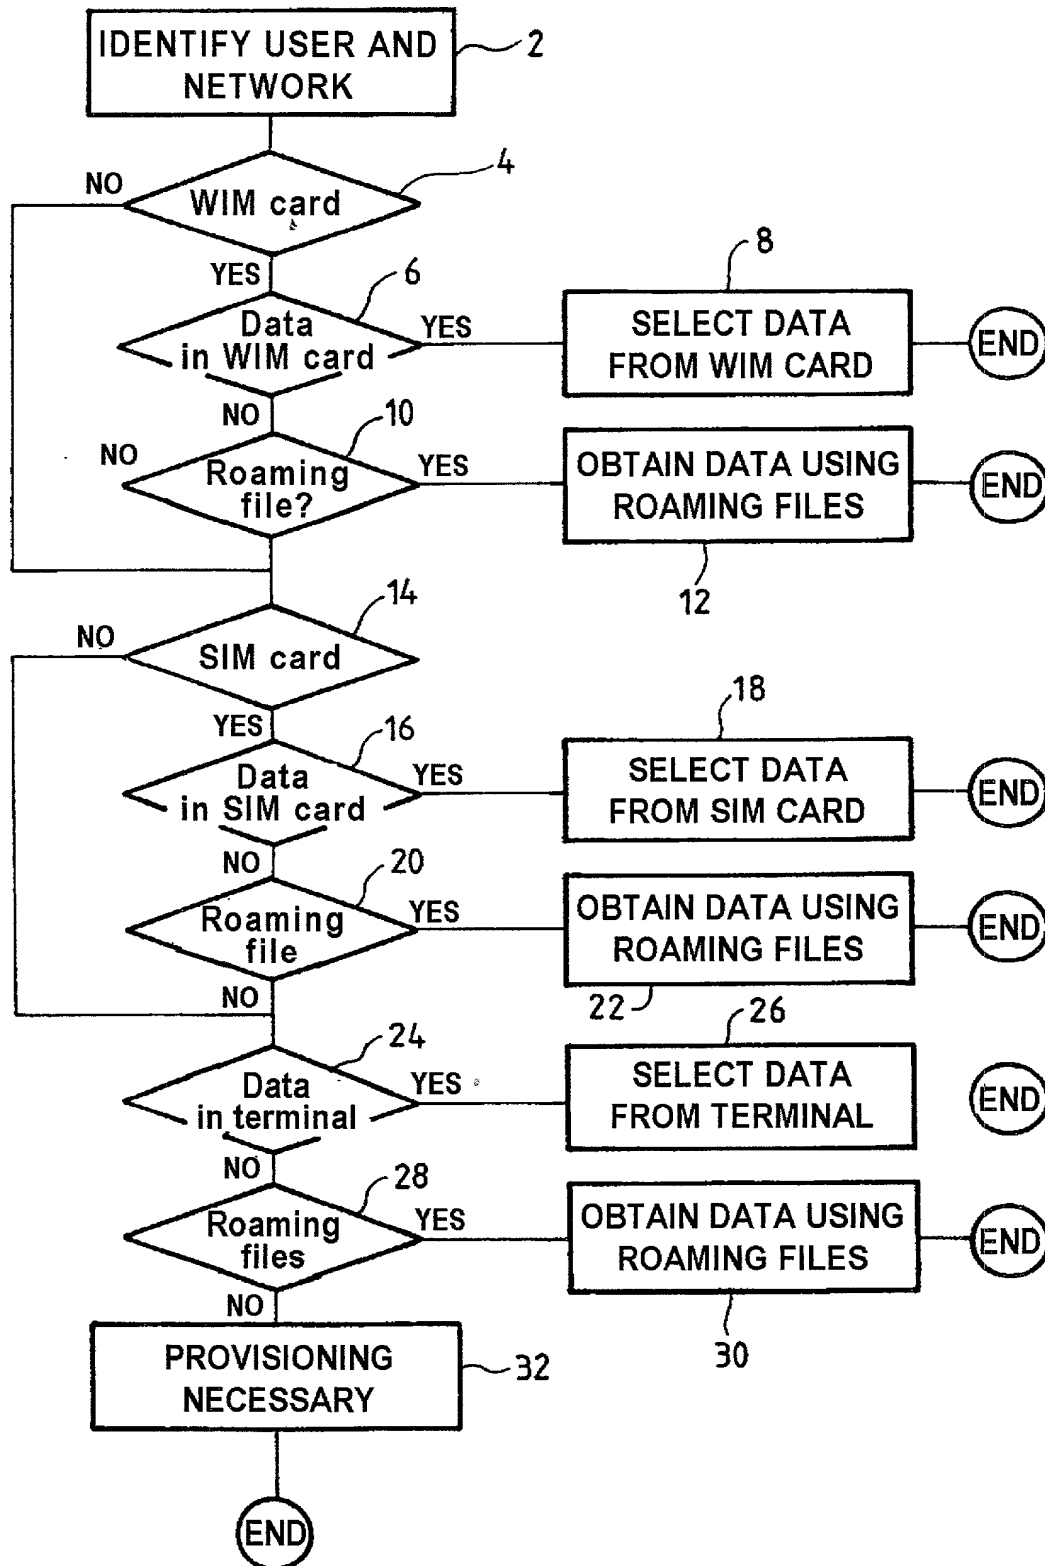 IDENTIFY USER AND
NETWORK
2
NO
WIM card
4
YES
Data
in WIM card
6
YES
8
SELECT DATA
FROM WIM CARD
END
NO
NO
Roaming
file?
10
YES
OBTAIN DATA USING
ROAMING FILES
12
END
NO
SIM card
14
YES
Data
in SIM card
16
YES
18
SELECT DATA
FROM SIM CARD
END
NO
Roaming
file
20
YES
OBTAIN DATA USING
ROAMING FILES
22
END
NO
Data
in terminal
24
YES
26
SELECT DATA
FROM TERMINAL
END
NO
Roaming
files
28
YES
OBTAIN DATA USING
ROAMING FILES
30
END
NO
PROVISIONING
NECESSARY
32
END